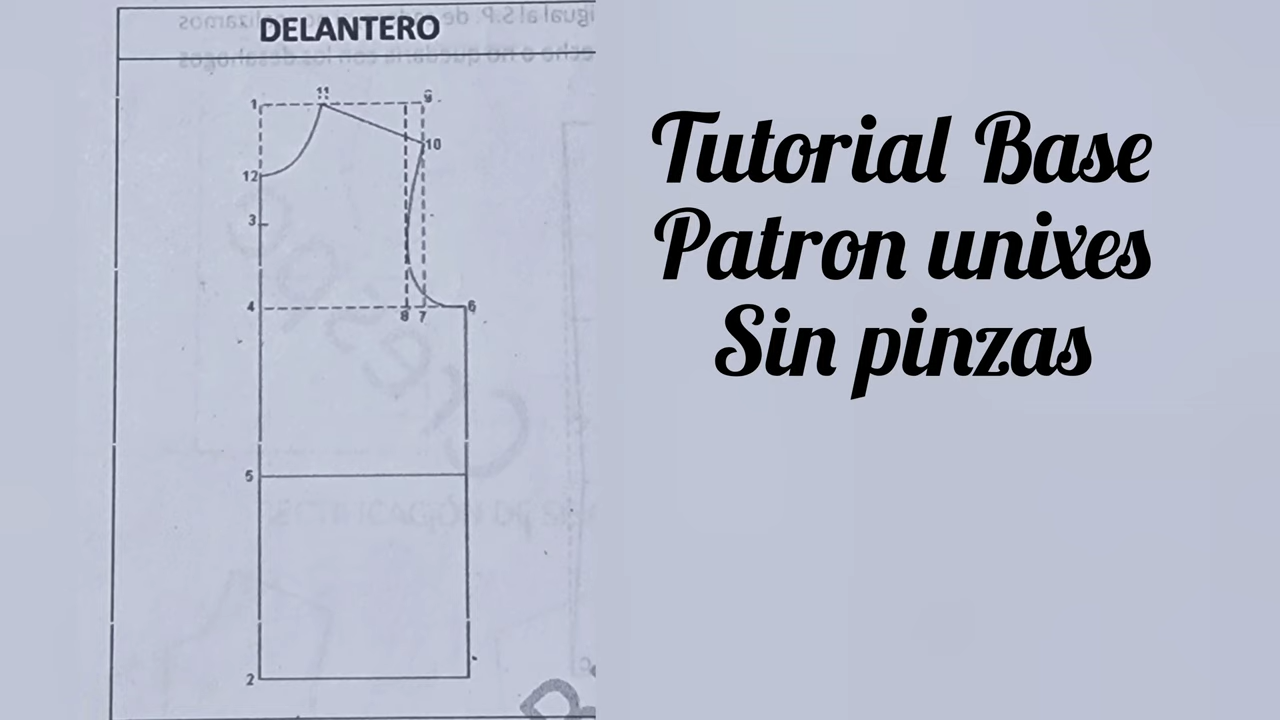 DELANTERO
11
1
9
10
12
3
4
8 7
6
5
2
Tutorial Base
Patron unixes
Sin pinzas